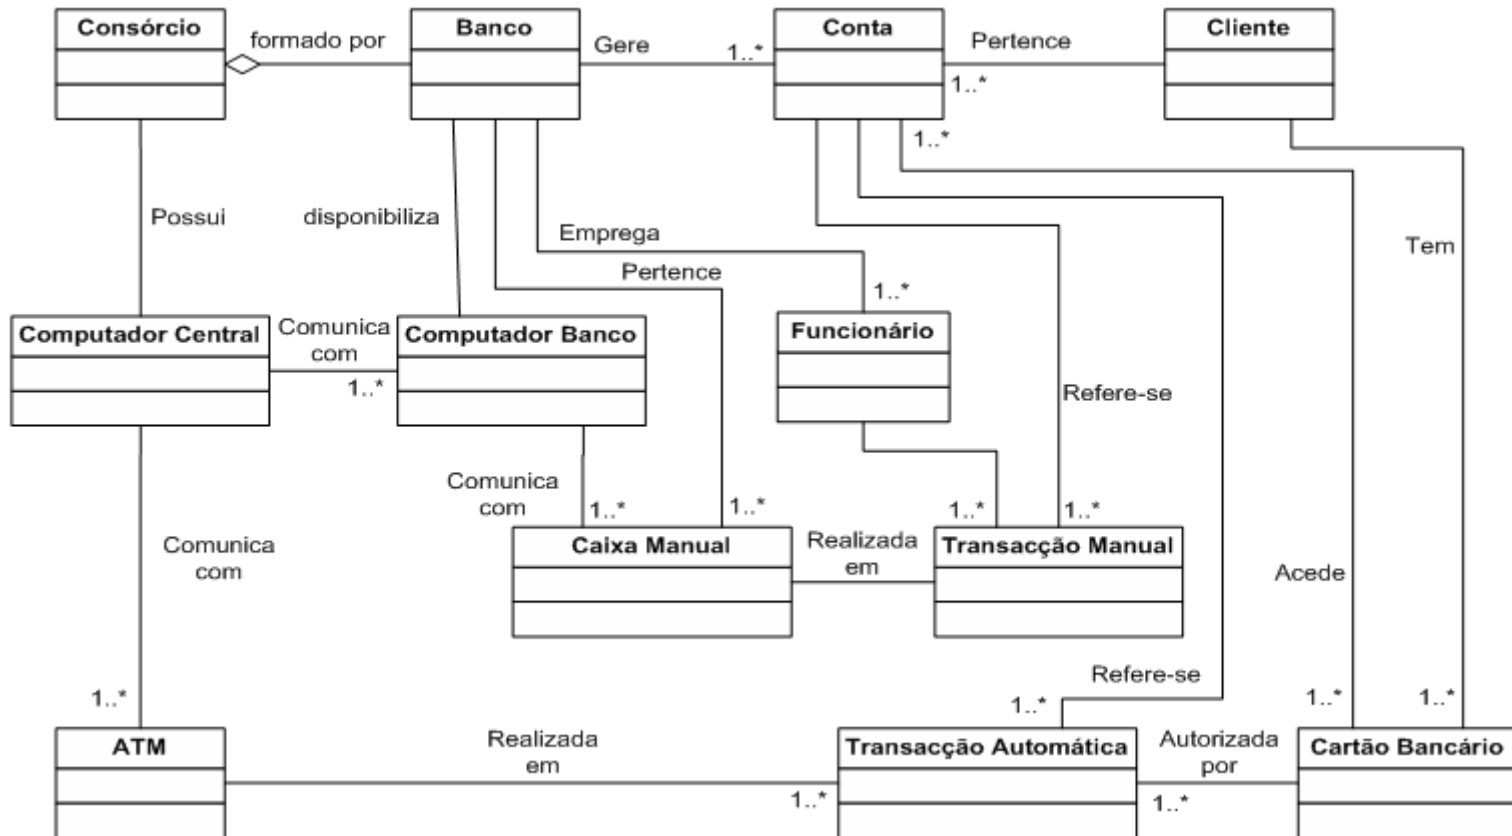 Consórcio
formado por
Banco
Gere
1..*
Conta
Pertence
1..*
Cliente
1..*
Possui
disponibiliza
Emprega
Pertence
Tem
1..*
Computador Central
Comunica
com
1..*
Computador Banco
Funcionário
Refere-se
Comunica
com
1..*
1..*
1..*
1..*
Caixa Manual
Realizada
em
Transacção Manual
Comunica
com
Acede
Refere-se
1..*
1..*
1..*
1..*
ATM
Realizada
em
1..*
Transacção Automática
Autorizada
por
1..*
Cartão Bancário